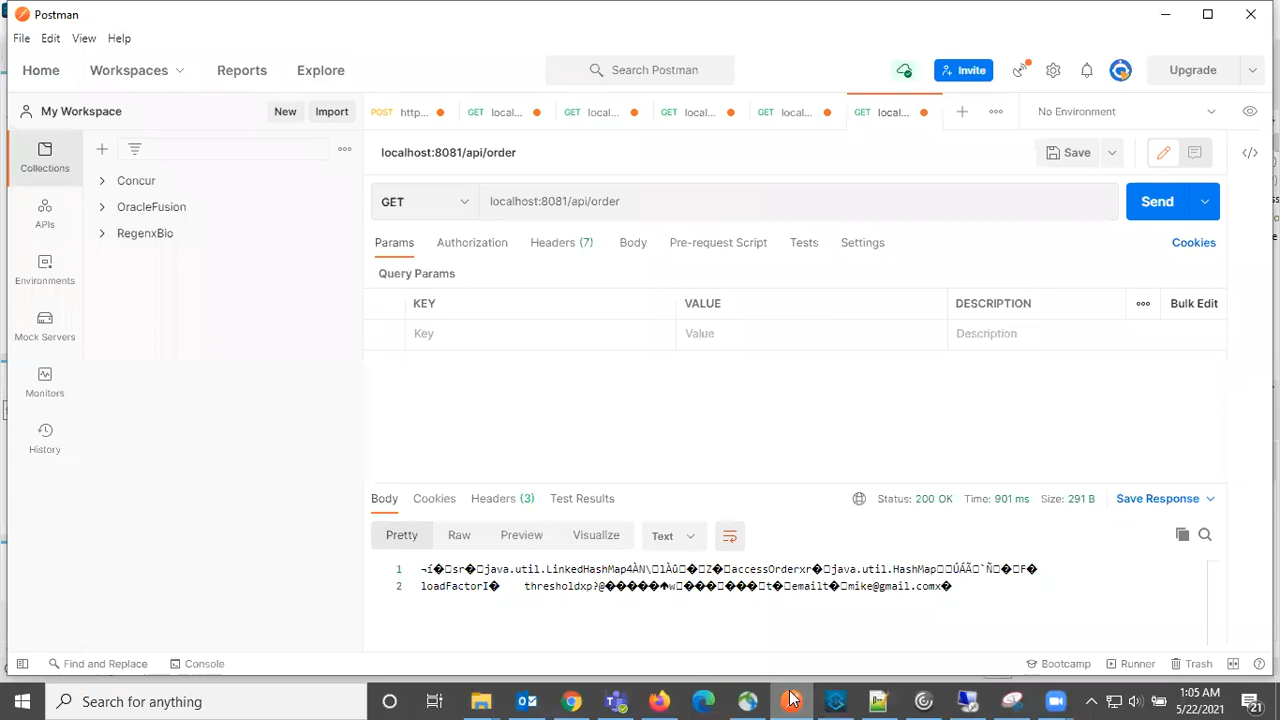 Postman
File Edit View Help
Home Workspaces Reports Explore Search Postman Invite Upgrade
My Workspace New Import POST http... GET local... GET local... GET local... GET local... GET local... No Environment
Collections
APIs
Environments
Mock Servers
Monitors
History
Concur
OracleFusion
RegenxBio
localhost:8081/api/order Save
GET localhost:8081/api/order Send
Params Authorization Headers (7) Body Pre-request Script Tests Settings Cookies
Query Params
KEY VALUE DESCRIPTION Bulk Edit
Key Value Description
Body Cookies Headers (3) Test Results Status: 200 OK Time: 901 ms Size: 291 B Save Response
Pretty Raw Preview Visualize Text
1 ¬í�sr�java.util.LinkedHashMap4ÀN\lÀû�Z�accessOrderxr�java.util.HashMapÚÁÃ`Ñ�F�
2 loadFactorI� thresholdxp?@�����w������t�emailt�mike@gmail.comx�
Find and Replace Console Bootcamp Runner Trash
Search for anything
1:05 AM
5/22/2021
21